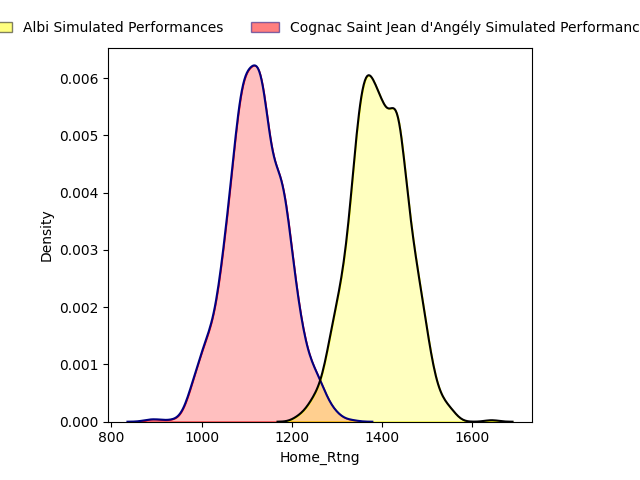 Albi Simulated Performances
Cognac Saint Jean d'Angély Simulated Performanc
0.006
0.005
0.004
0.003
0.002
0.001
0.000
Density
800 1000 1200 1400 1600
Home_Rtng